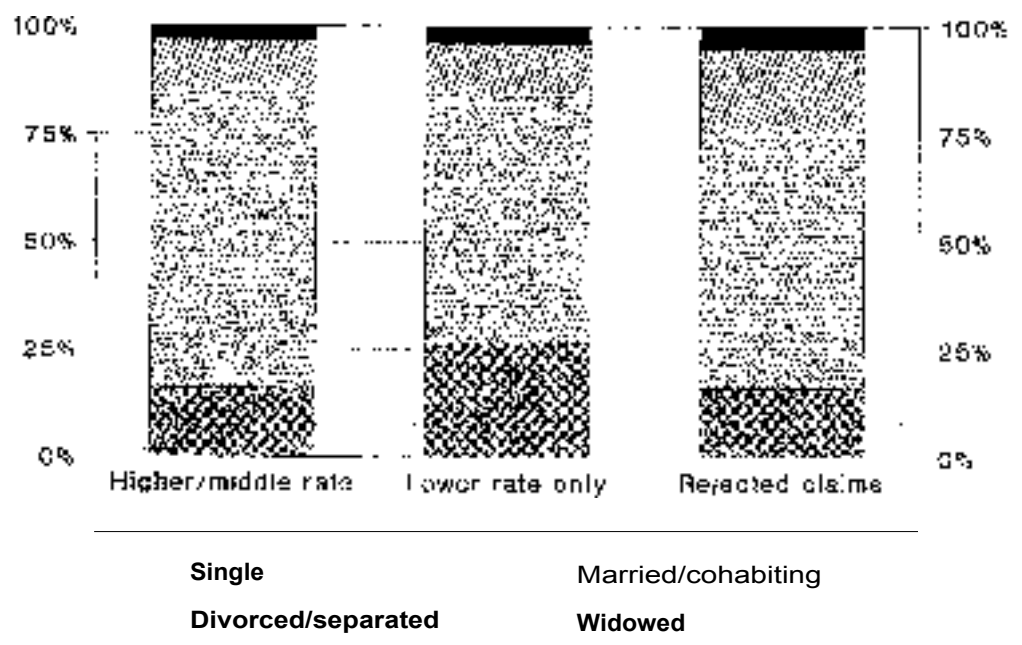 100% 100%
75% 75%
50% 50%
25% 25%
0% 0%
Higher/middle rate Lower rate only Rejected claims
Single Married/cohabiting
Divorced/separated Widowed